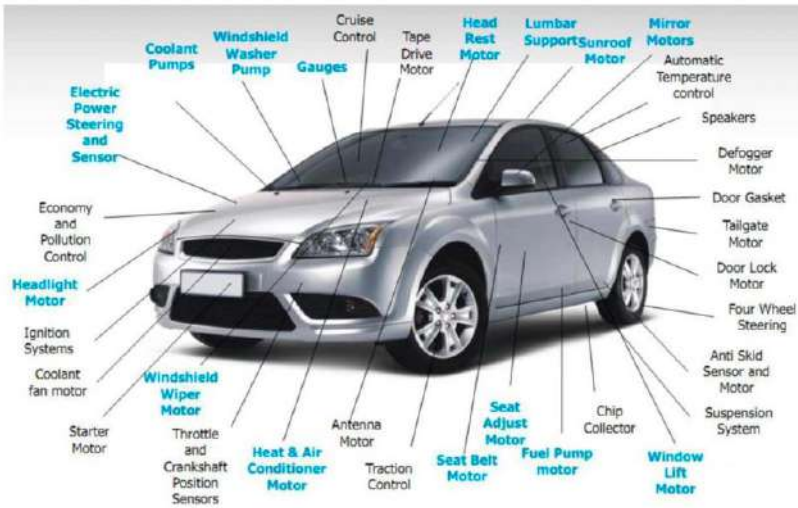 Cruise
Control
Windshield
Washer
Pump
Coolant
Pumps
Gauges
Tape
Drive
Motor
Head
Rest
Motor
Lumbar
Support
Sunroof
Motor
Mirror
Motors
Automatic
Temperature
control
Speakers
Defogger
Motor
Door Gasket
Tailgate
Motor
Door Lock
Motor
Four Wheel
Steering
Anti Skid
Sensor and
Motor
Suspension
System
Window
Lift
Motor
Chip
Collector
Fuel Pump
motor
Seat
Adjust
Motor
Seat Belt
Motor
Traction
Control
Antenna
Motor
Heat & Air
Conditioner
Motor
Throttle
and
Crankshaft
Position
Sensors
Windshield
Wiper
Motor
Starter
Motor
Coolant
fan motor
Ignition
Systems
Headlight
Motor
Economy
and
Pollution
Control
Electric
Power
Steering
and
Sensor